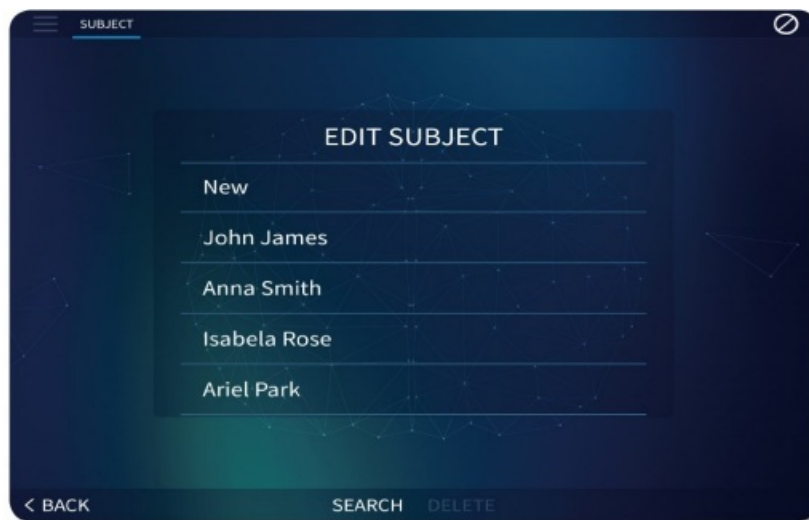 SUBJECT
EDIT SUBJECT
New
John James
Anna Smith
Isabela Rose
Ariel Park
< BACK SEARCH DELETE